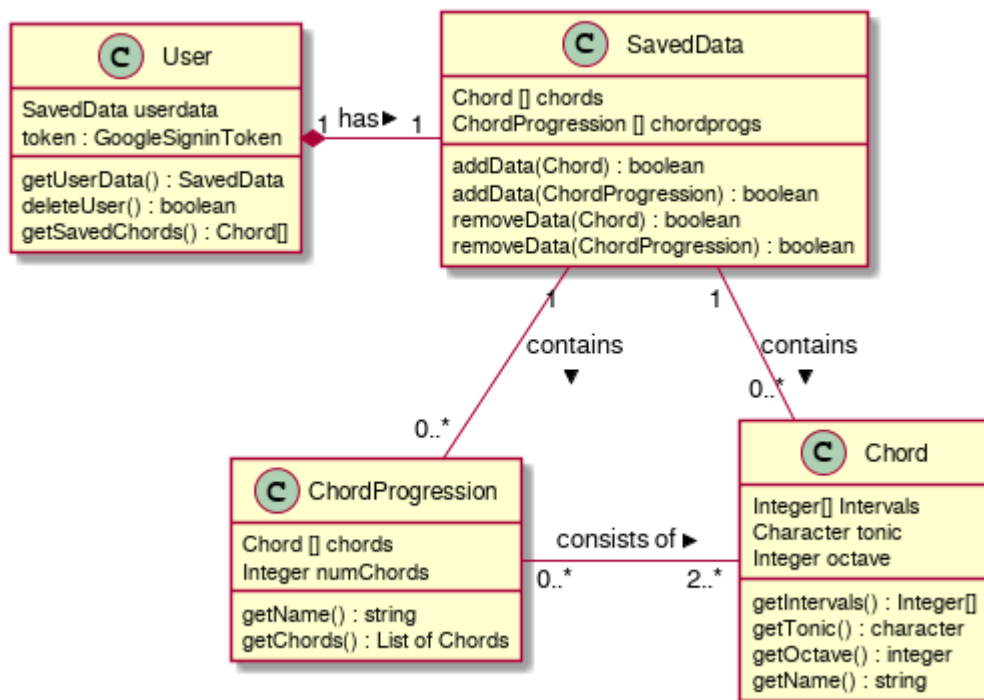 C User
SavedData userdata
token : GoogleSigninToken
getUserData() : SavedData
deleteUser() : boolean
getSavedChords() : Chord[]
1 has▶ 1
C SavedData
Chord [] chords
ChordProgression [] chordprogs
addData(Chord) : boolean
addData(ChordProgression) : boolean
removeData(Chord) : boolean
removeData(ChordProgression) : boolean
1
contains
▼
0..*
1
contains
▼
0..*
C ChordProgression
Chord [] chords
Integer numChords
getName() : string
getChords() : List of Chords
consists of ▶
0..* 2..*
C Chord
Integer[] Intervals
Character tonic
Integer octave
getIntervals() : Integer[]
getTonic() : character
getOctave() : integer
getName() : string